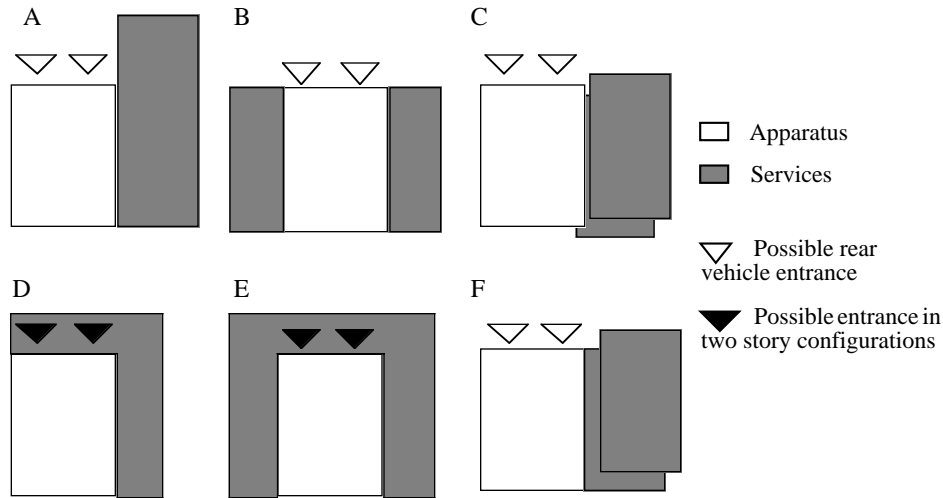 A
B
C
Apparatus
Services
Possible rear
vehicle entrance
D
E
F
Possible entrance in
two story configurations